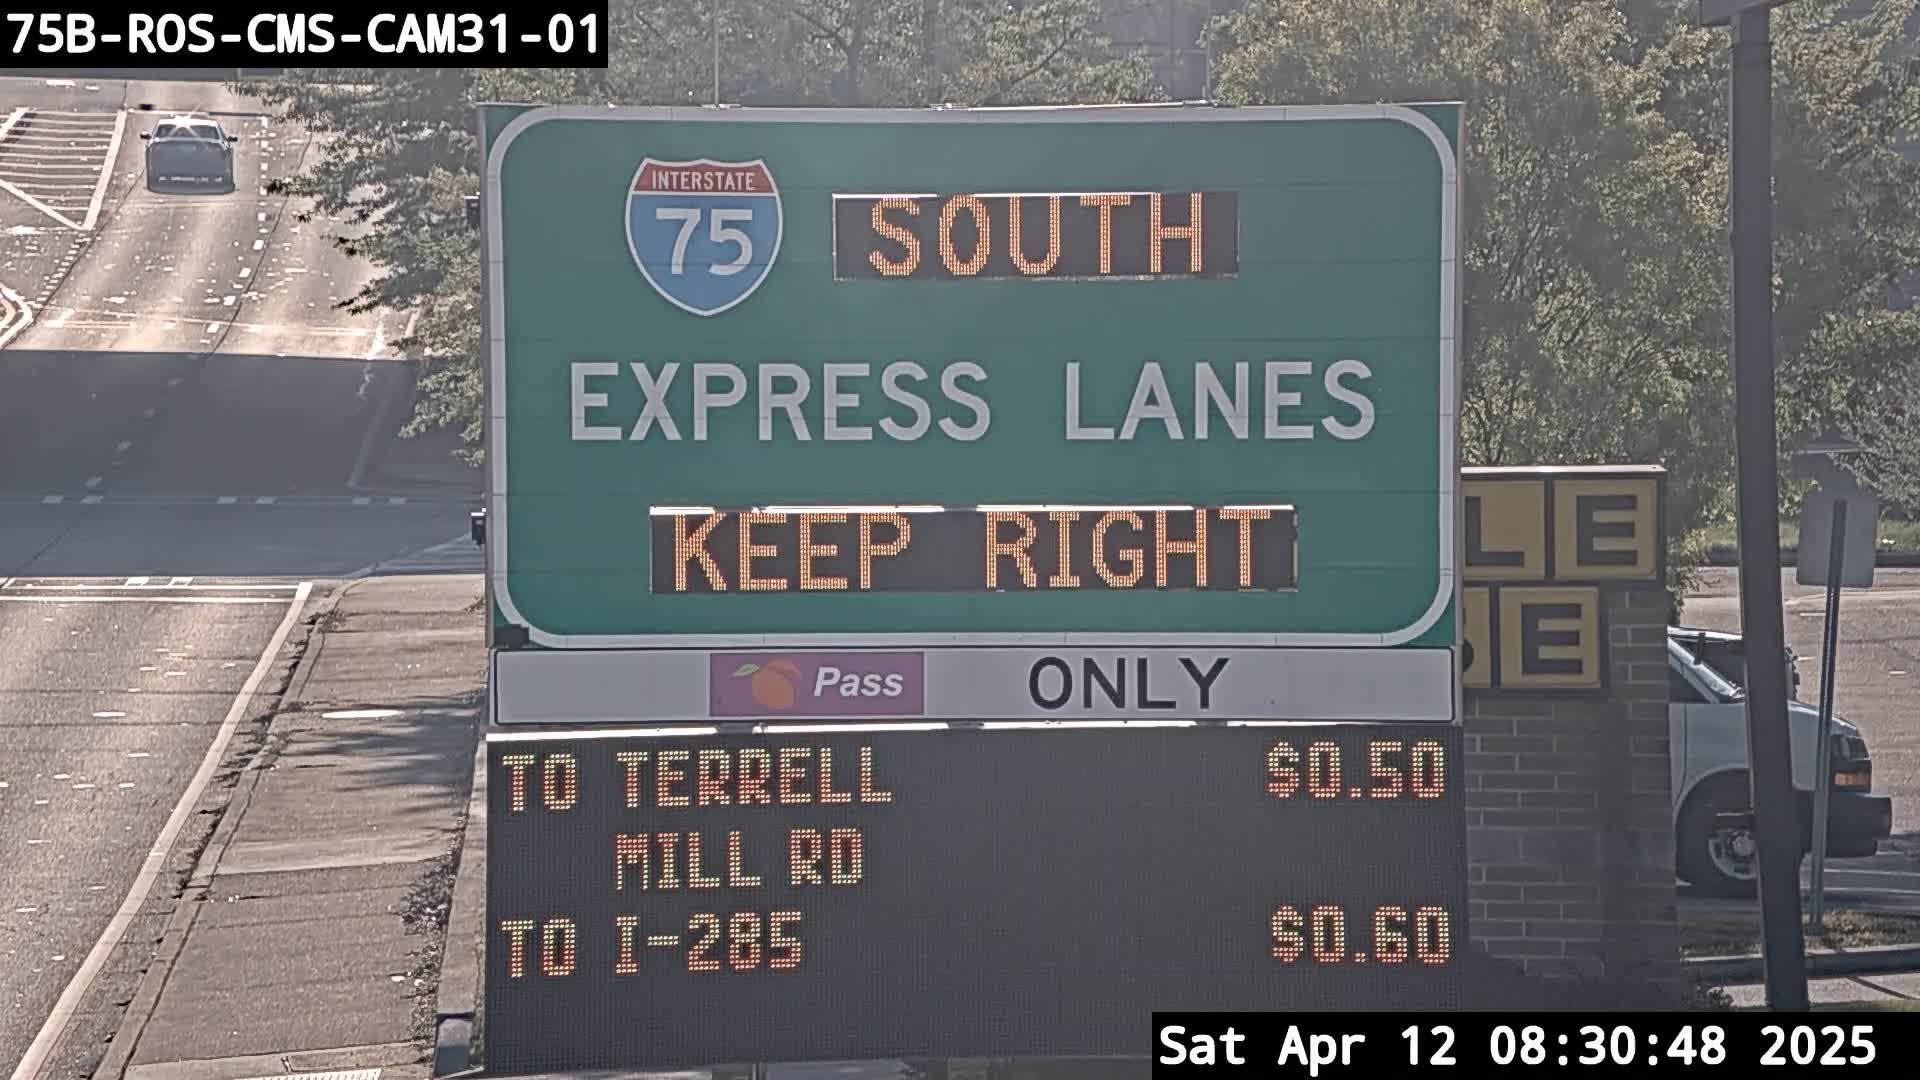 75B-ROS-CMS-CAM31-01
INTERSTATE
75
SOUTH
EXPRESS LANES
KEEP RIGHT
LE
E
Pass ONLY
TO TERRELL $0.50
MILL RD
TO I-285 $0.60
Sat Apr 12 08:30:48 2025